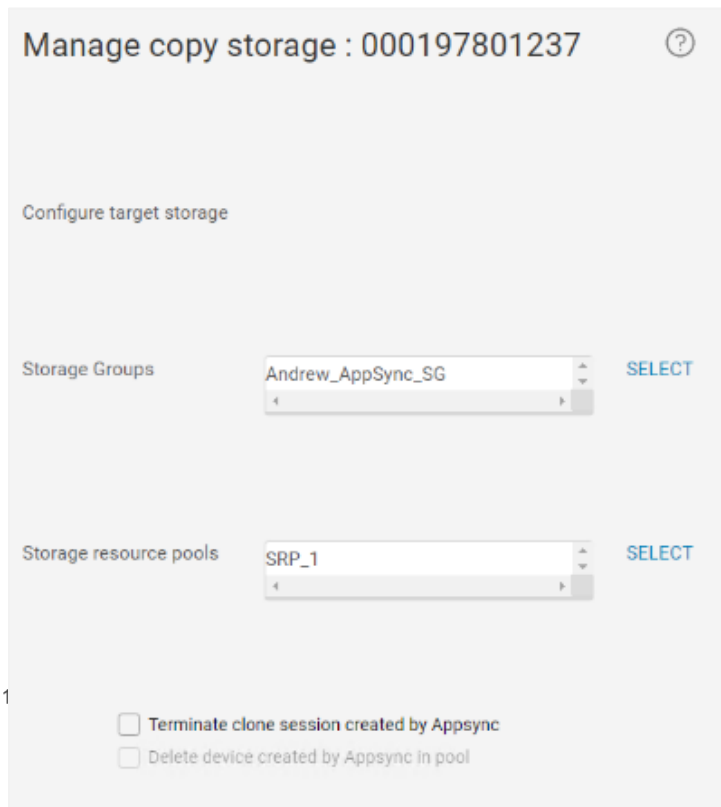 Manage copy storage : 000197801237 ?
Configure target storage
Storage Groups Andrew_AppSync_SG SELECT
Storage resource pools SRP_1 SELECT
1
Terminate clone session created by Appsync
Delete device created by Appsync in pool